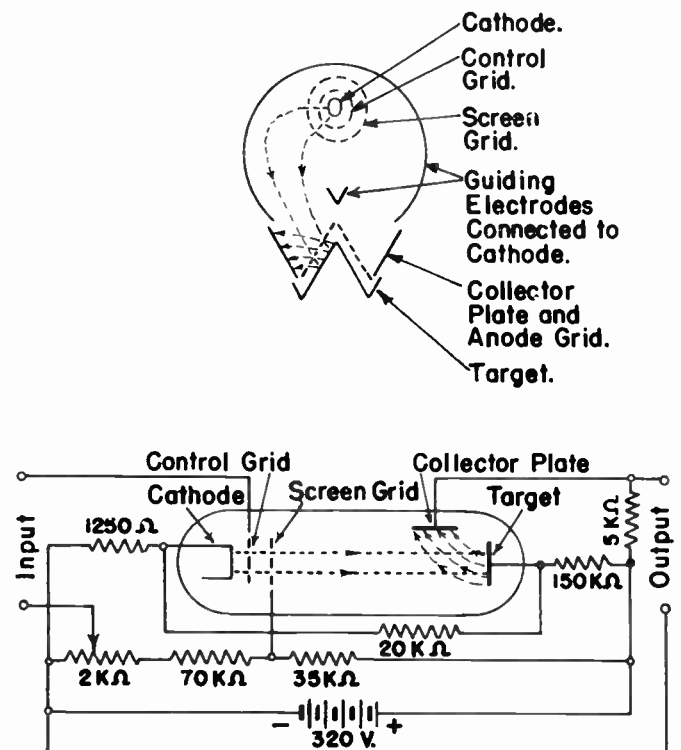 Cathode.
Control
Grid.
Screen
Grid.
Guiding
Electrodes
Connected to
Cathode.
Collector
Plate and
Anode Grid.
Target.
Control Grid
Collector Plate
Cathode
Screen Grid
Target
1250 Ω
5 KΩ
Input
Output
150 KΩ
20 KΩ
2 KΩ
70 KΩ
35 KΩ
- +
320 V.